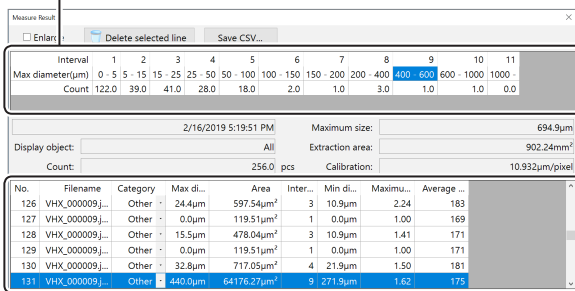 Measure Result
Delete selected line Save CSV...
Interval 1 2 3 4 5 6 7 8 9 10 11
Max diameter(μm) 0 - 5 5 - 15 15 - 25 25 - 50 50 - 100 100 - 150 150 - 200 200 - 400 400 - 600 600 - 1000 1000 -
Count 122.0 39.0 41.0 28.0 18.0 2.0 1.0 3.0 1.0 1.0 0.0
2/16/2019 5:19:51 PM Maximum size: 694.9μm
Display object: All Extraction area: 902.24mm²
Count: 256.0 pcs Calibration: 10.932μm/pixel
No. Filename Category Max di... Area Inter... Min di... Maximu... Average ...
126 VHX_000009.j... Other 24.4μm 597.54μm² 3 10.9μm 2.24 183
127 VHX_000009.j... Other 0.0μm 119.51μm² 1 0.0μm 1.00 169
128 VHX_000009.j... Other 15.5μm 478.04μm² 3 10.9μm 1.41 171
129 VHX_000009.j... Other 0.0μm 119.51μm² 1 0.0μm 1.00 171
130 VHX_000009.j... Other 32.8μm 717.05μm² 4 21.9μm 1.50 181
131 VHX_000009.j... Other 440.0μm 64176.27μm² 9 271.9μm 1.62 175